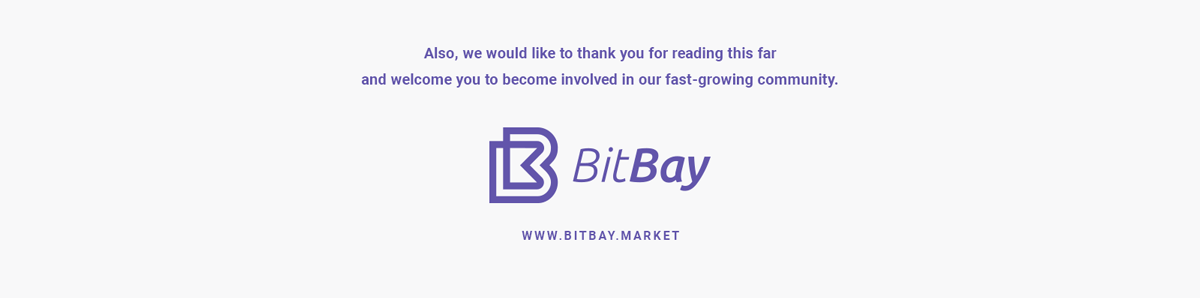 Also, we would like to thank you for reading this far
and welcome you to become involved in our fast-growing community.
BitBay
WWW.BITBAY.MARKET